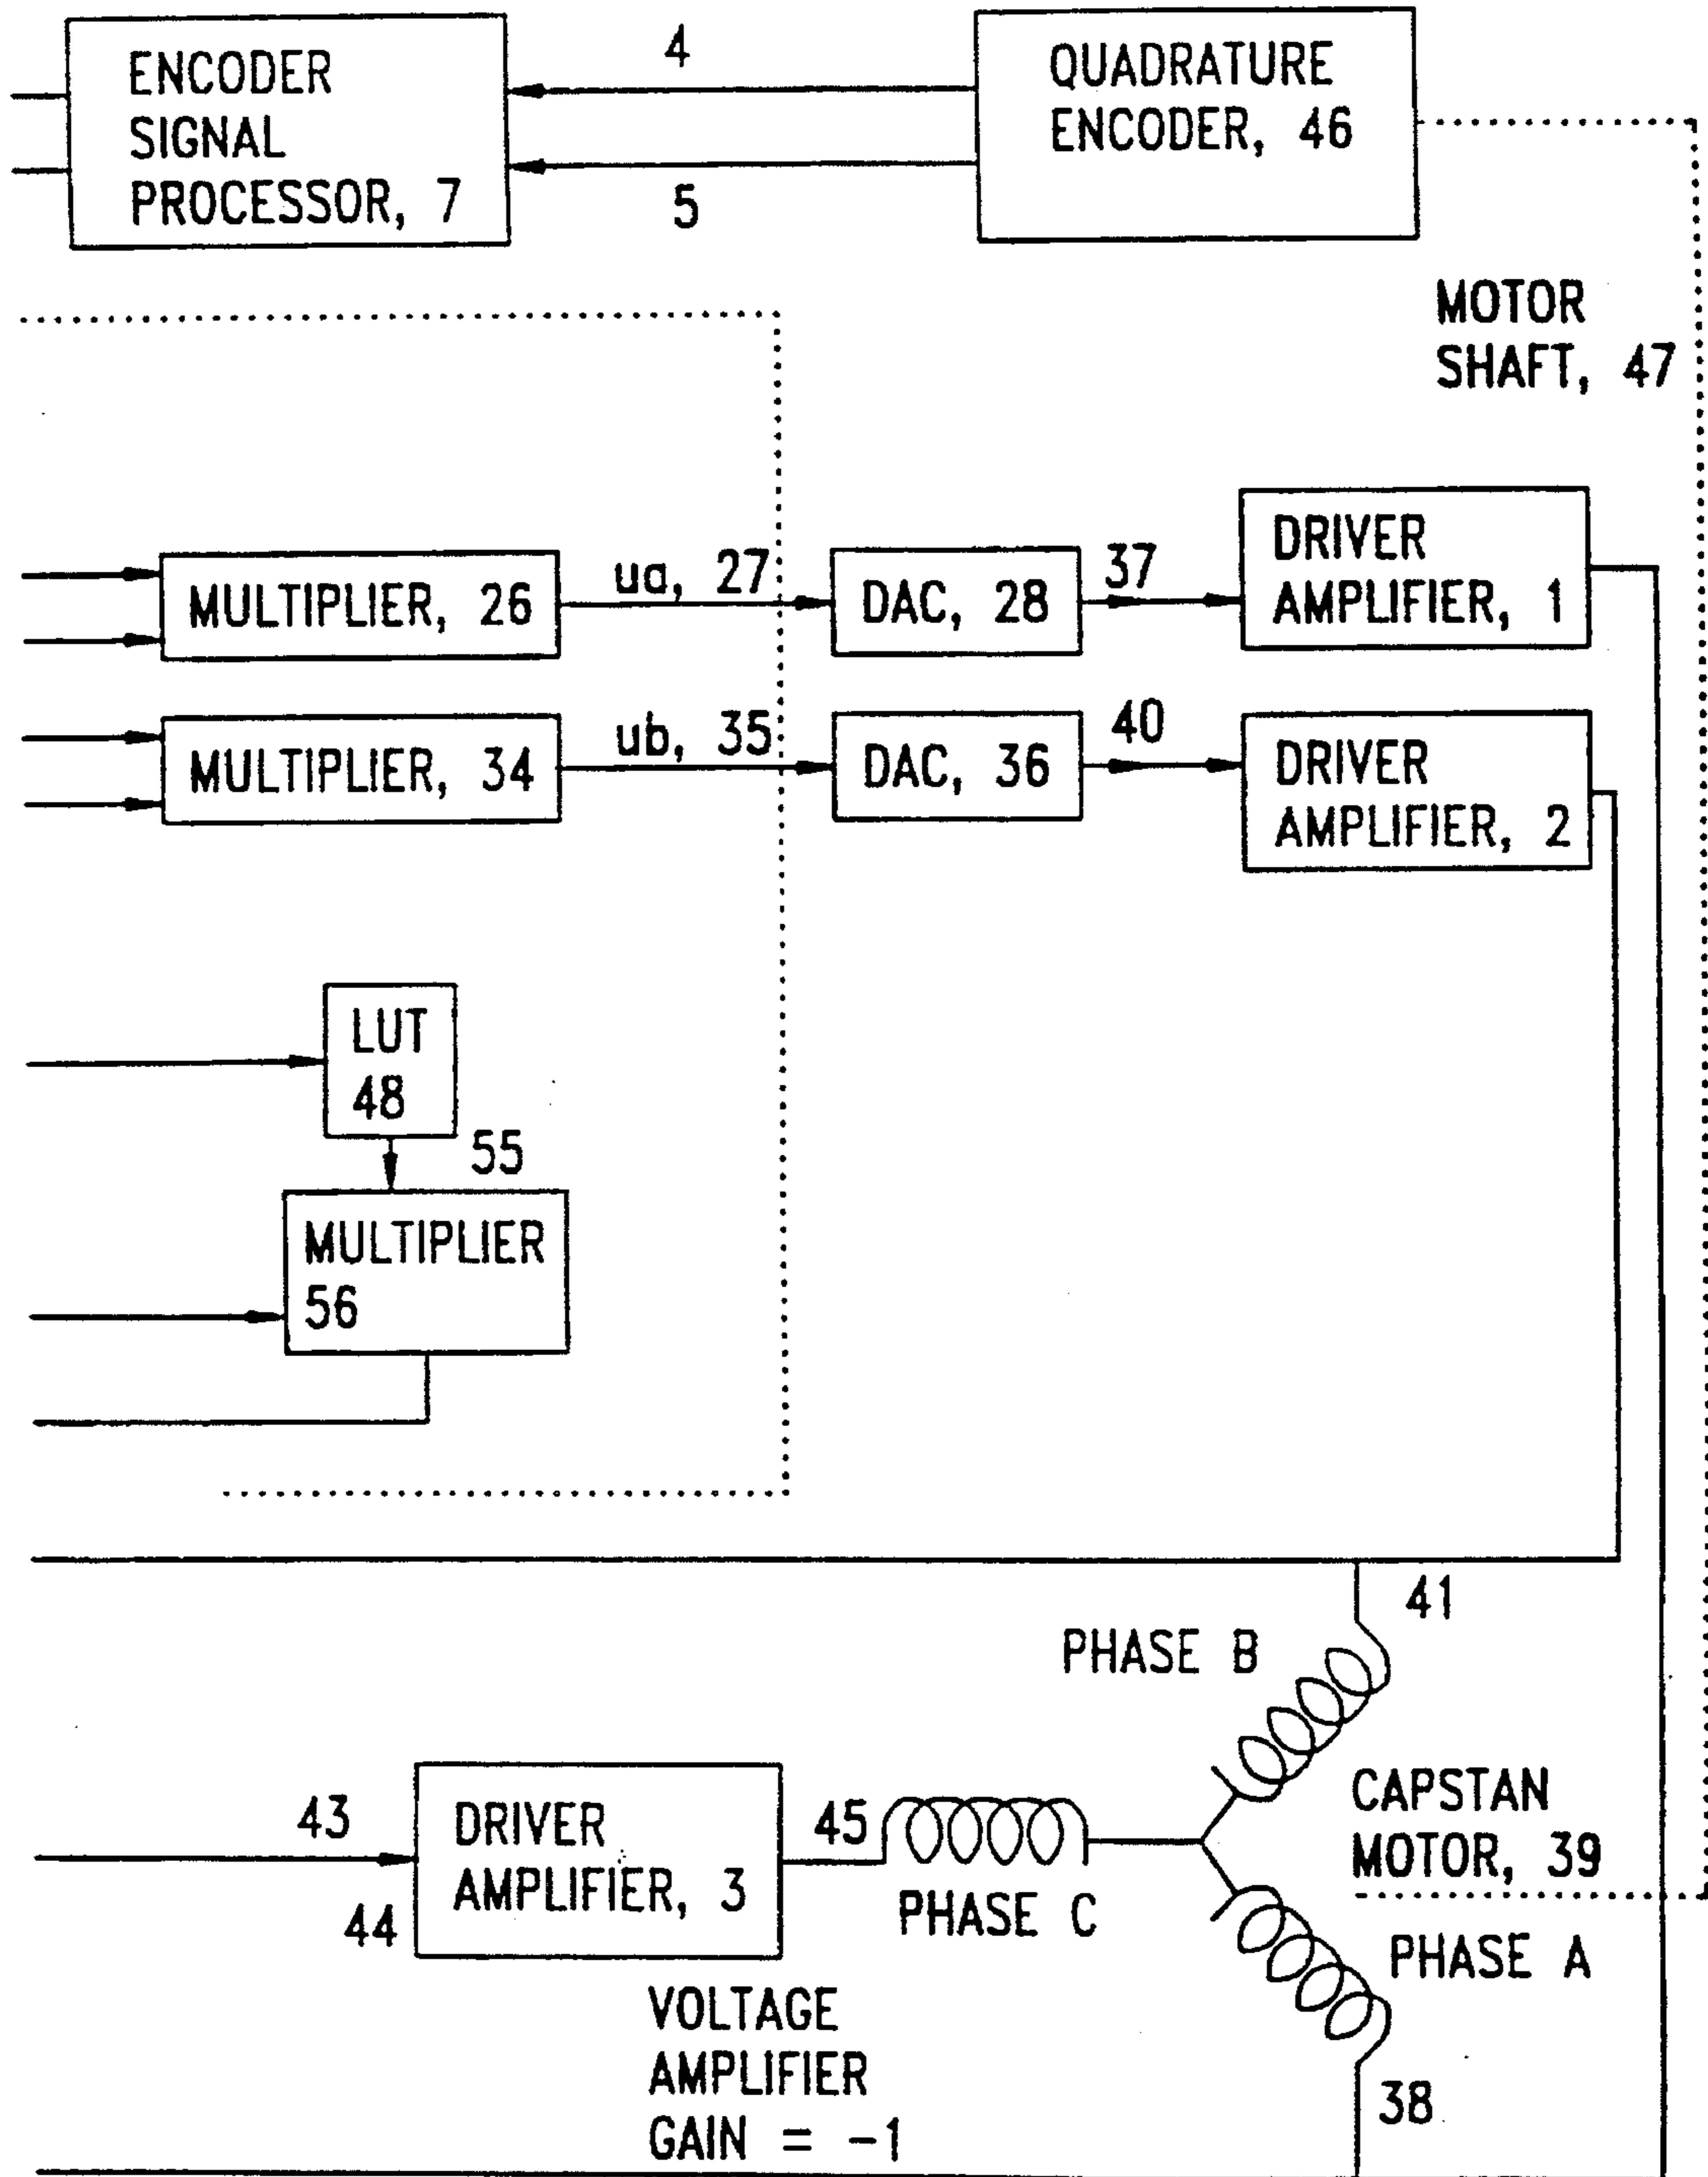 ENCODER
SIGNAL
PROCESSOR, 7
4
5
QUADRATURE
ENCODER, 46
MOTOR
SHAFT, 47
MULTIPLIER, 26
ua, 27
DAC, 28
37
DRIVER
AMPLIFIER, 1
MULTIPLIER, 34
ub, 35
DAC, 36
40
DRIVER
AMPLIFIER, 2
LUT
48
55
MULTIPLIER
56
41
PHASE B
43
44
DRIVER
AMPLIFIER, 3
45
PHASE C
CAPSTAN
MOTOR, 39
PHASE A
VOLTAGE
AMPLIFIER
GAIN = -1
38